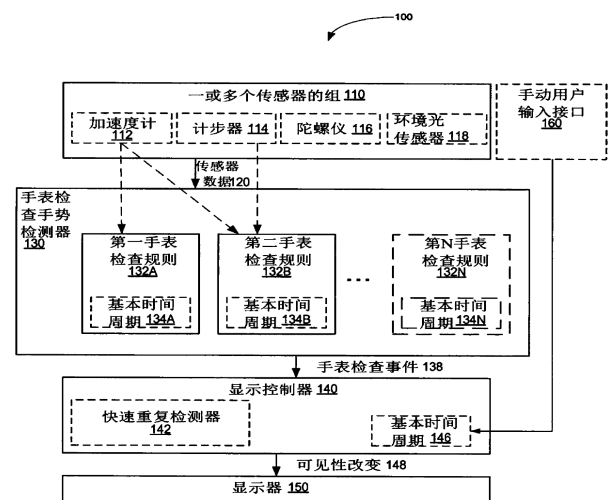 100
一或多个传感器的组 110
加速度计
112
计步器 114
陀螺仪 116
环境光
传感器
118
手动用户
输入接口
160
传感器
数据120
手表检
查手势
检测器
130
第一手表
检查规则
132A
基本时间
周期 134A
第二手表
检查规则
132B
基本时间
周期 134B
...
第N手表
检查规则
132N
基本时间
周期 134N
手表检查事件 138
显示控制器 140
快速重复检测器
142
基本时间
周期 146
可见性改变 148
显示器 150